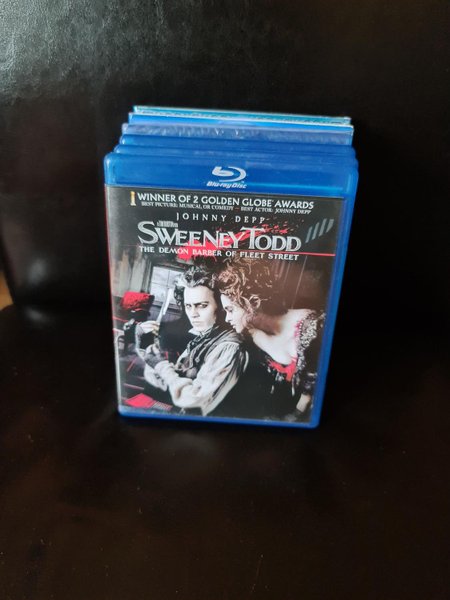 Blu-ray Disc
WINNER OF 2 GOLDEN GLOBE AWARDS
BEST PICTURE: MUSICAL OR COMEDY - BEST ACTOR: JOHNNY DEPP
JOHNNY DEPP
SWEENEY TODD
THE DEMON BARBER OF FLEET STREET